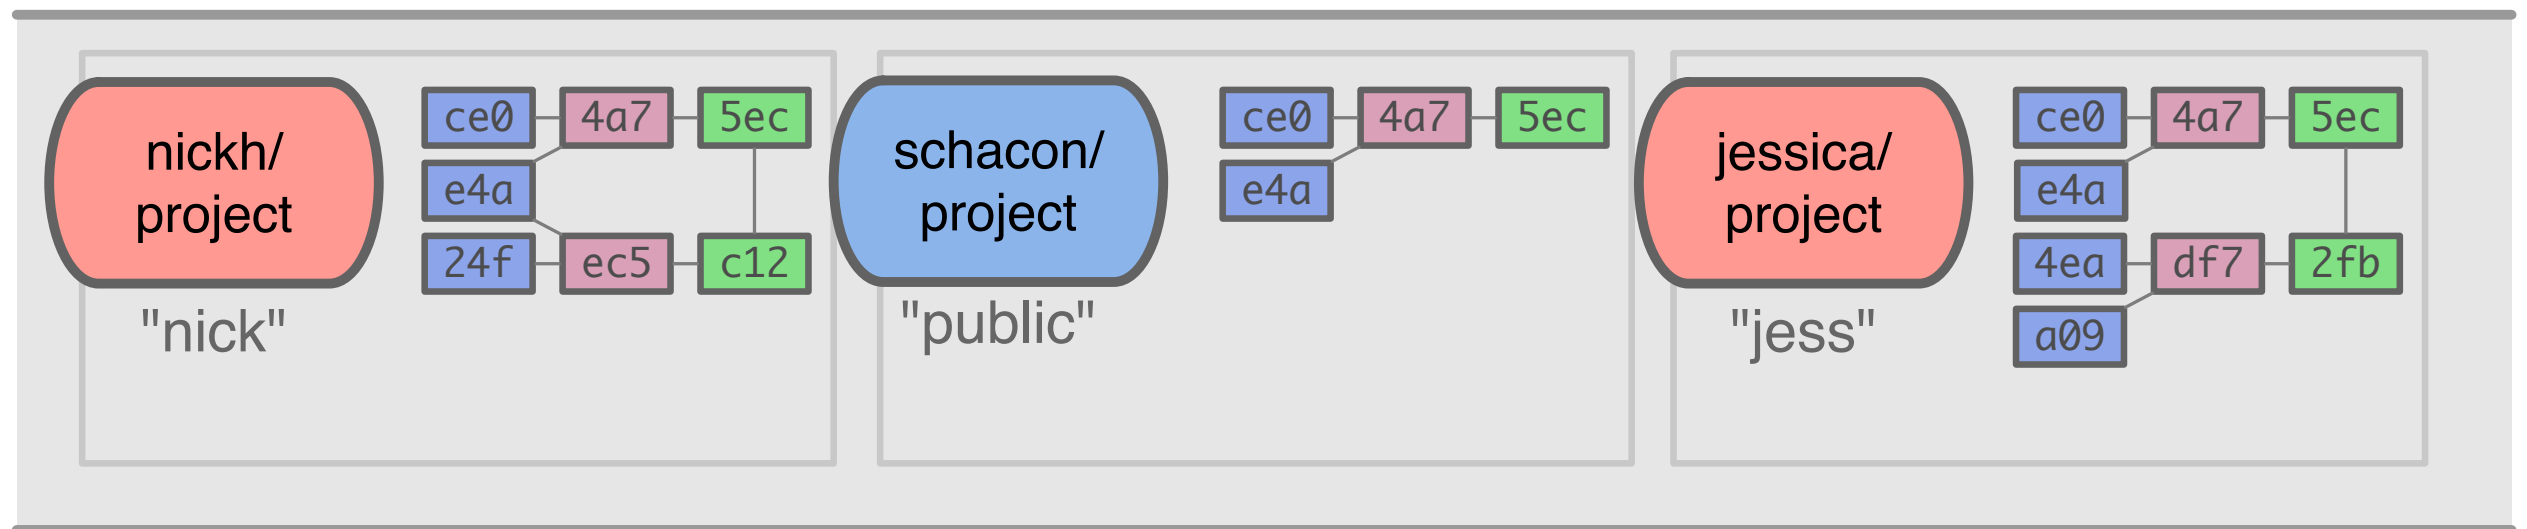 nickh/
project
"nick"
ce0 4a7 5ec
e4a
24f ec5 c12
schacon/
project
"public"
ce0 4a7 5ec
e4a
jessica/
project
"jess"
ce0 4a7 5ec
e4a
4ea df7 2fb
a09